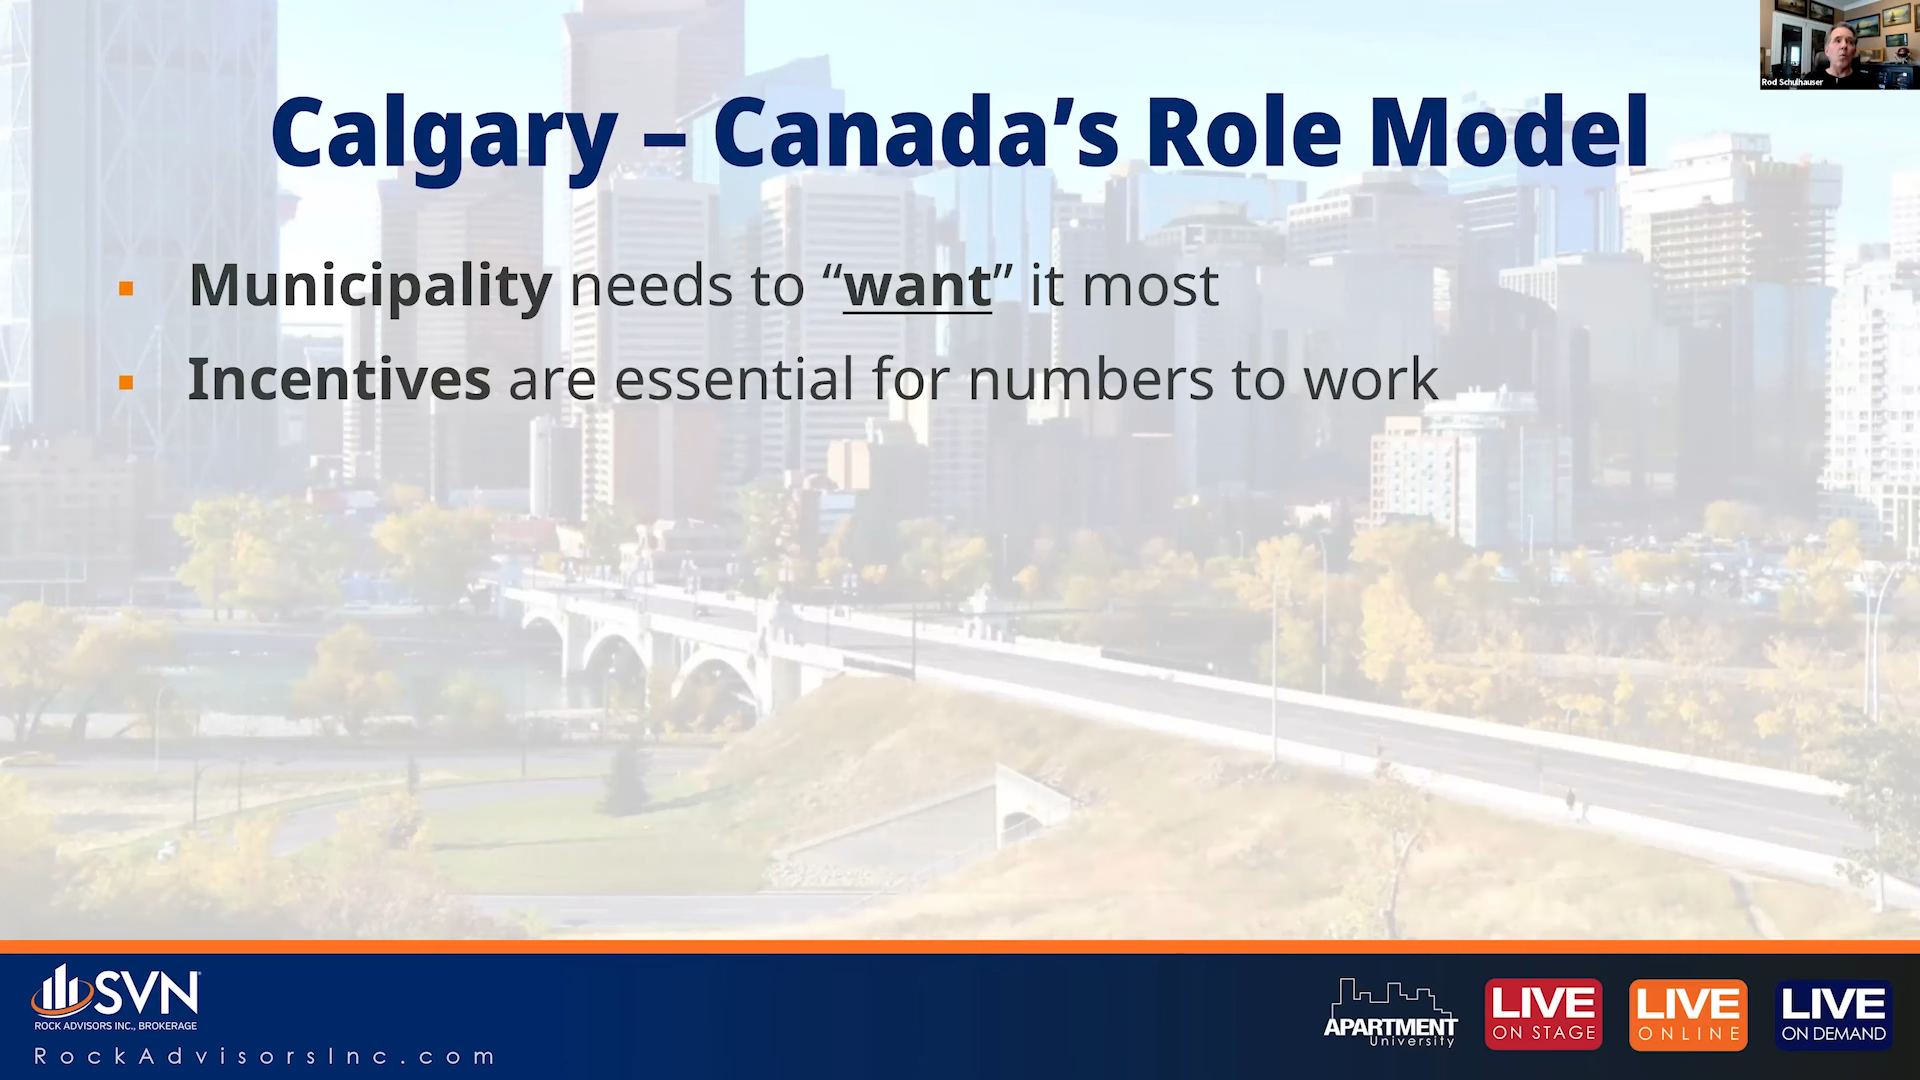 Rod Schulhauser
Calgary – Canada’s Role Model
▪ Municipality needs to “want” it most
▪ Incentives are essential for numbers to work
SVN®
ROCK ADVISORS INC., BROKERAGE
RockAdvisorsInc.com
APARTMENT
University
LIVE
ON STAGE
LIVE
ONLINE
LIVE
ON DEMAND